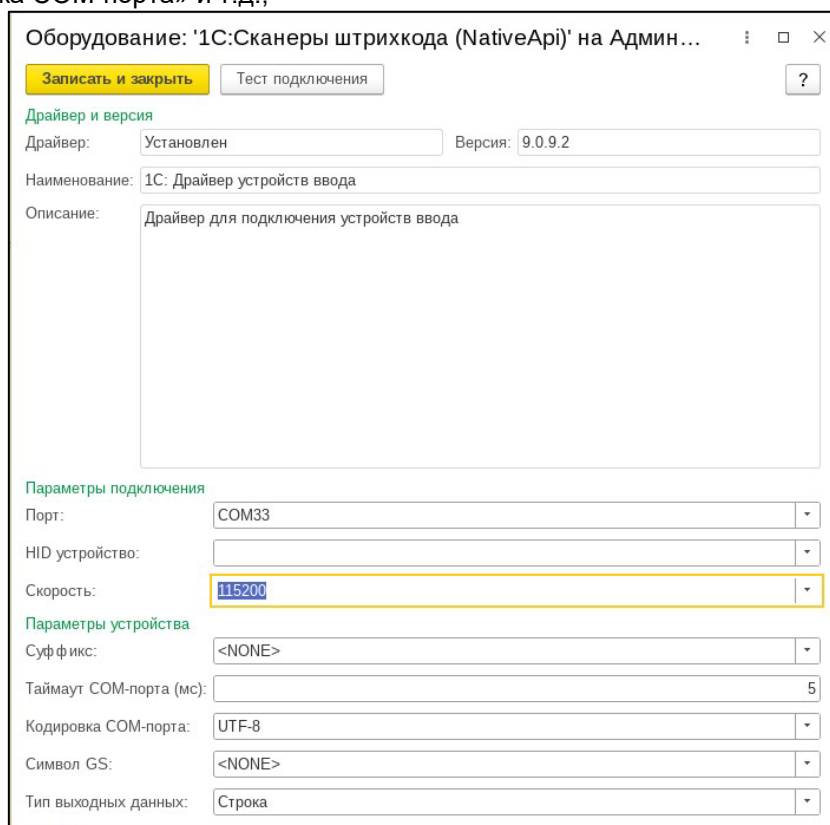 ка COM-порта» и т.д.;
Оборудование: '1С:Сканеры штрихкода (NativeApi)' на Админ...
Записать и закрыть Тест подключения ?
Драйвер и версия
Драйвер: Установлен Версия: 9.0.9.2
Наименование: 1С: Драйвер устройств ввода
Описание: Драйвер для подключения устройств ввода
Параметры подключения
Порт: COM33
HID устройство:
Скорость: 115200
Параметры устройства
Суффикс: <NONE>
Таймаут COM-порта (мс): 5
Кодировка COM-порта: UTF-8
Символ GS: <NONE>
Тип выходных данных: Строка